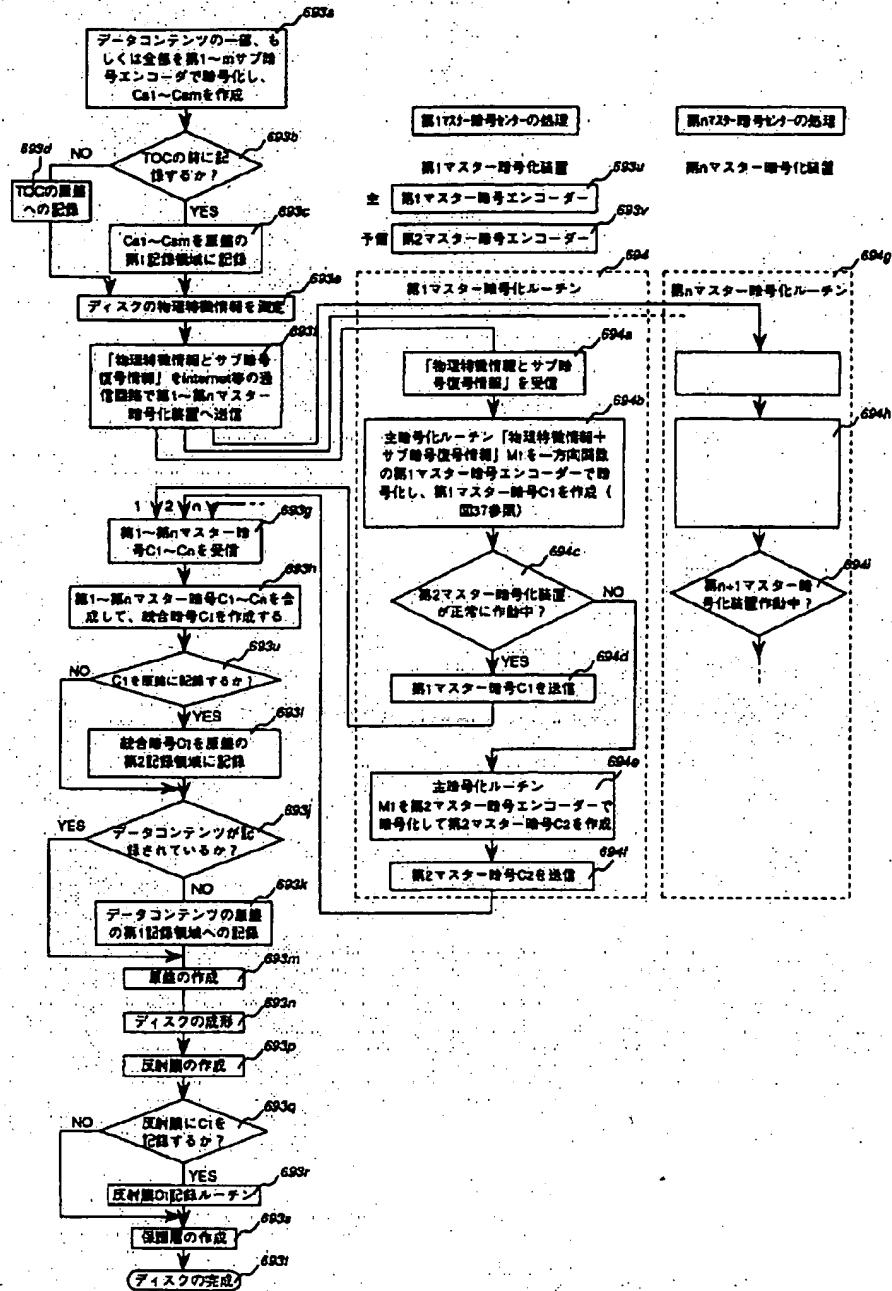 693a
データコンテンツの一部、も
しくは全部を第1~mサブ暗
号エンコーダで暗号化し、
Ca1~Camを作成
693b
TOCの前に記
録するか?
NO
693d
TOCの原盤
への記録
YES
693c
Ca1~Camを原盤の
第1記録領域に記録
693e
ディスクの物理特徴情報を測定
693f
「物理特徴情報とサブ暗号
復号情報」をInternet等の通
信回路で第1~第nマスター
暗号化装置へ送信
1 2 n
693g
第1~第nマスター暗
号C1~Cnを受信
693h
第1~第nマスター暗号C1~Cnを合
成して、統合暗号Ciを作成する
693u
C1を原盤に記録するか?
NO
YES
693i
統合暗号Ciを原盤の
第2記録領域に記録
693j
データコンテンツが記
録されているか?
YES
NO
693k
データコンテンツの原盤
の第1記録領域への記録
693m
原盤の作成
693n
ディスクの成形
693p
反射膜の作成
693q
反射膜にCiを
記録するか?
NO
YES
693r
反射膜Ci記録ルーチン
693s
保護層の作成
693t
ディスクの完成
第1マスター暗号センターの処理
第1マスター暗号化装置
693u
主 第1マスター暗号エンコーダー
693v
予備 第2マスター暗号エンコーダー
694
第1マスター暗号化ルーチン
694a
「物理特徴情報とサブ暗
号復号情報」を受信
694b
主暗号化ルーチン「物理特徴情報+
サブ暗号復号情報」M1を一方向関数
の第1マスター暗号エンコーダーで暗
号化し、第1マスター暗号C1を作成(
図37参照)
694c
第2マスター暗号化装置
が正常に作動中?
NO
YES
694d
第1マスター暗号C1を送信
694e
主暗号化ルーチン
M1を第2マスター暗号エンコーダーで
暗号化して第2マスター暗号C2を作成
694f
第2マスター暗号C2を送信
第nマスター暗号センターの処理
第nマスター暗号化装置
694g
第nマスター暗号化ルーチン
694h
694i
第n+1マスター暗
号化装置作動中?